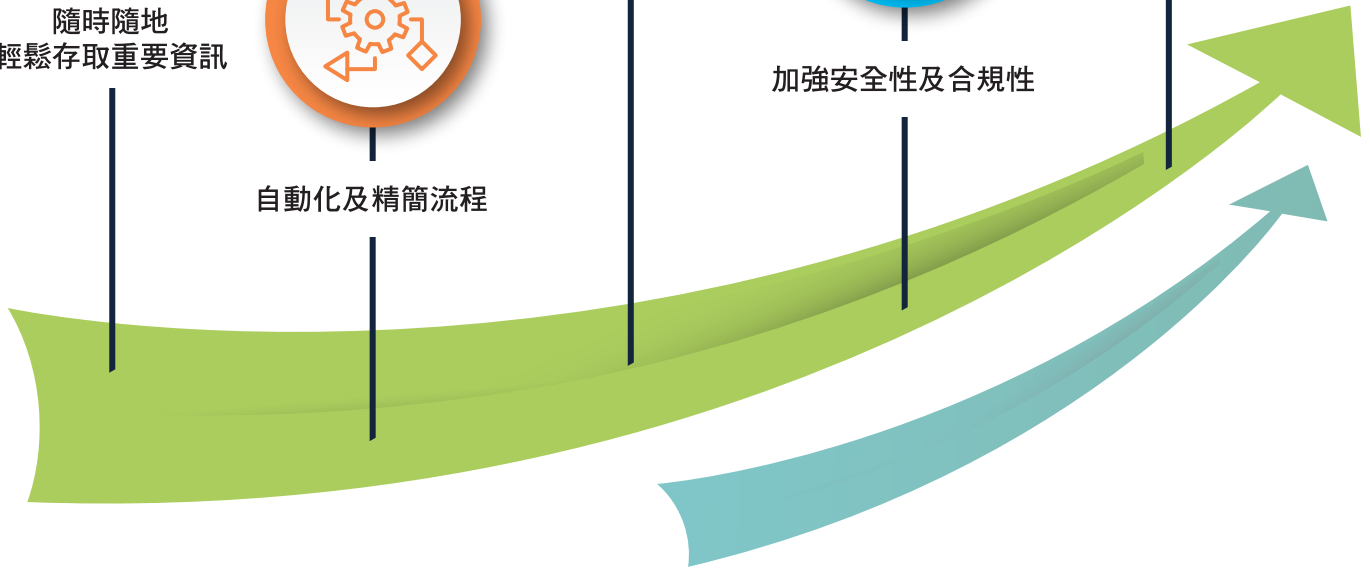 隨時隨地
輕鬆存取重要資訊
加強安全性及合規性
自動化及精簡流程